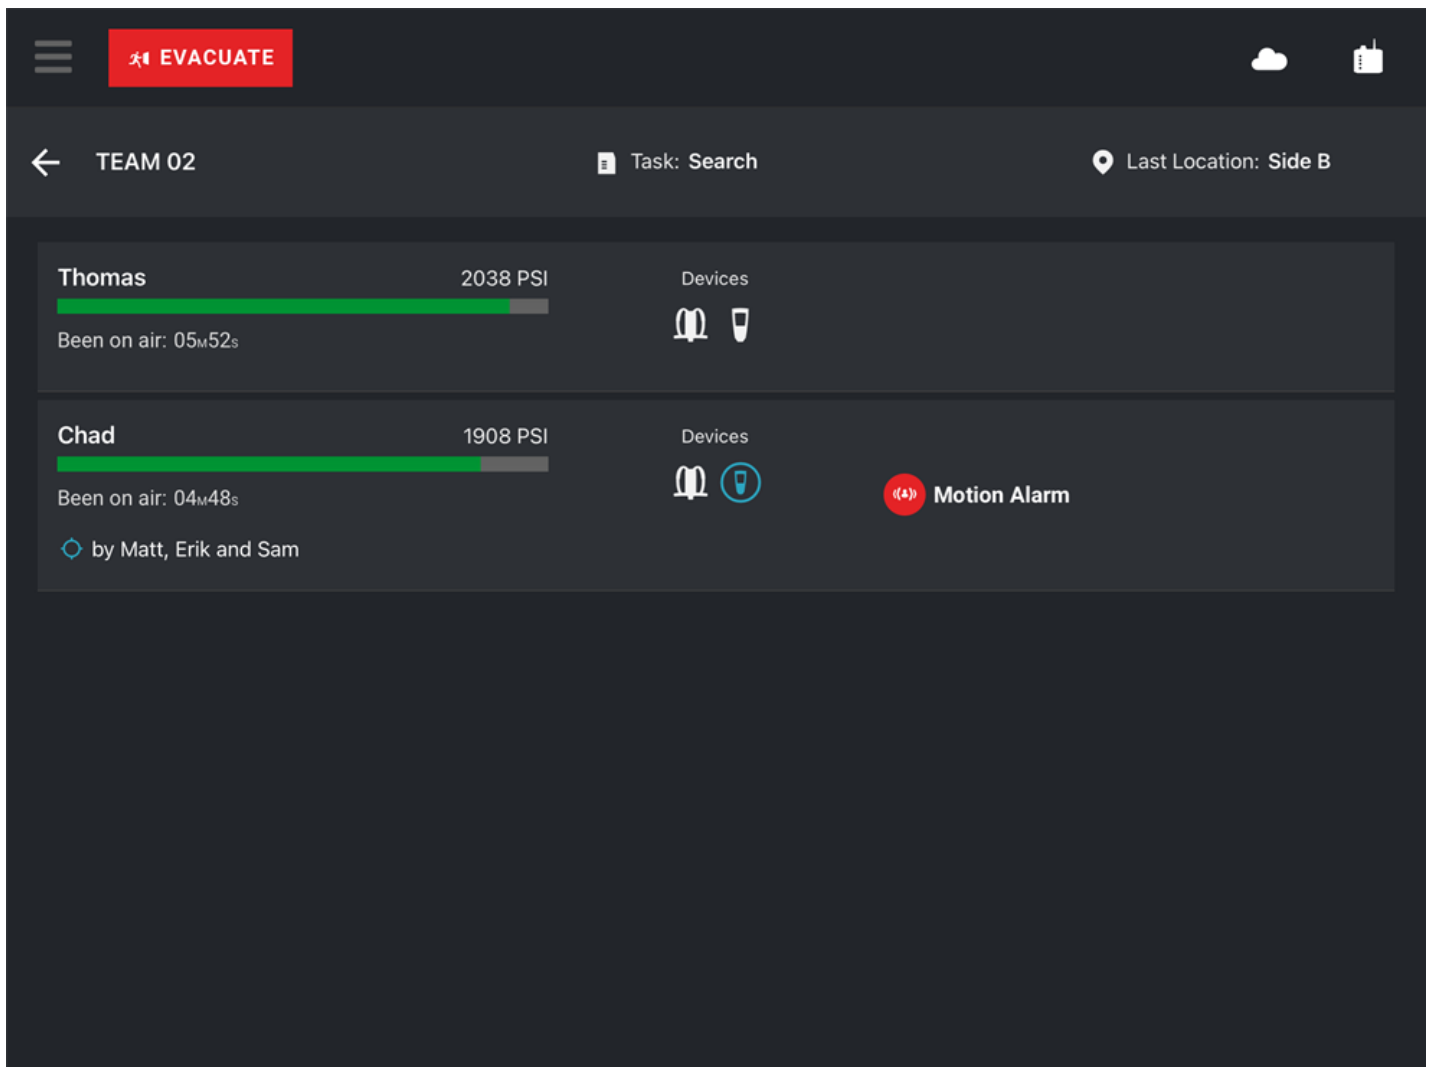 EVACUATE
TEAM 02
Task: Search
Last Location: Side B
Thomas
2038 PSI
Devices
Been on air: 05M52s
Chad
1908 PSI
Devices
Been on air: 04M48s
Motion Alarm
by Matt, Erik and Sam